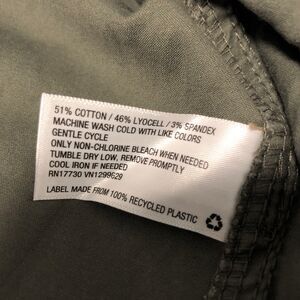 51% COTTON / 46% LYOCELL / 3% SPANDEX
MACHINE WASH COLD WITH LIKE COLORS
GENTLE CYCLE
ONLY NON-CHLORINE BLEACH WHEN NEEDED
TUMBLE DRY LOW, REMOVE PROMPTLY
COOL IRON IF NEEDED
RN17730 VN1299629
LABEL MADE FROM 100% RECYCLED PLASTIC